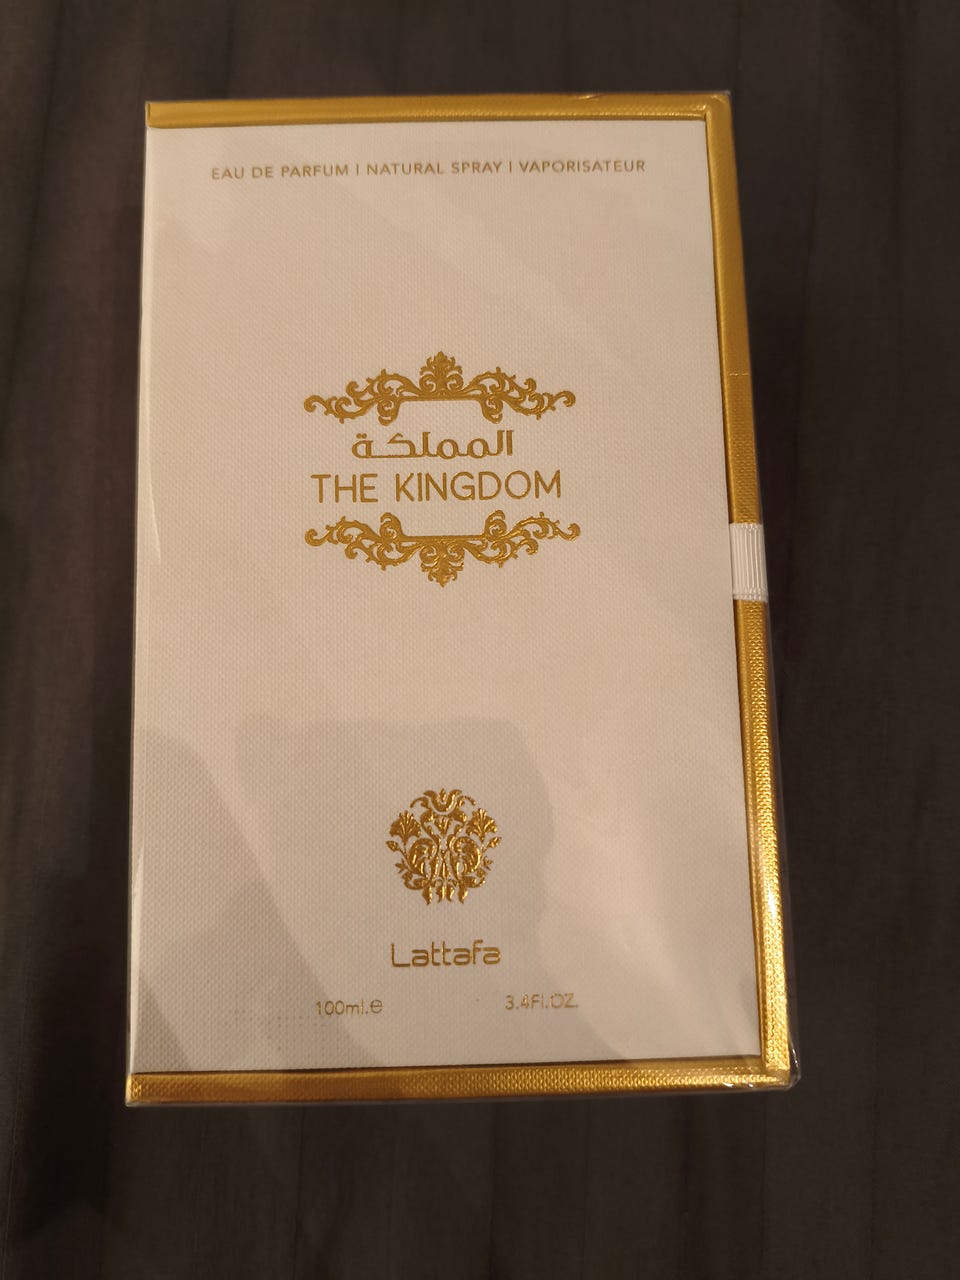 EAU DE PARFUM | NATURAL SPRAY | VAPORISATEUR
المملكة
THE KINGDOM
Lattafa
100ml.e 3.4Fl.OZ.